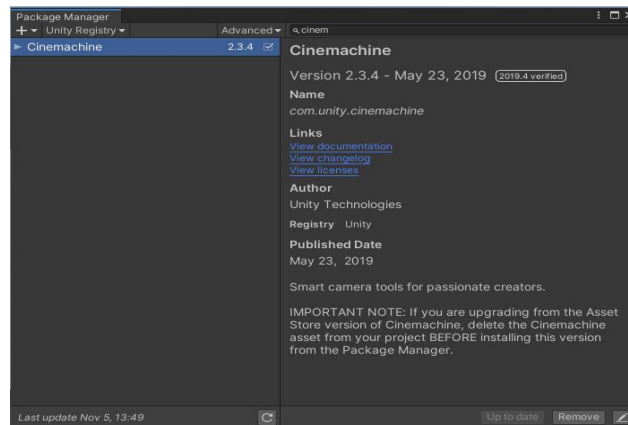 Package Manager
+ Unity Registry Advanced cinem
Cinemachine 2.3.4
Cinemachine
Version 2.3.4 - May 23, 2019 2019.4 verified
Name
com.unity.cinemachine
Links
View documentation
View changelog
View licenses
Author
Unity Technologies
Registry Unity
Published Date
May 23, 2019
Smart camera tools for passionate creators.
IMPORTANT NOTE: If you are upgrading from the Asset
Store version of Cinemachine, delete the Cinemachine
asset from your project BEFORE installing this version
from the Package Manager.
Last update Nov 5, 13:49
Up to date Remove